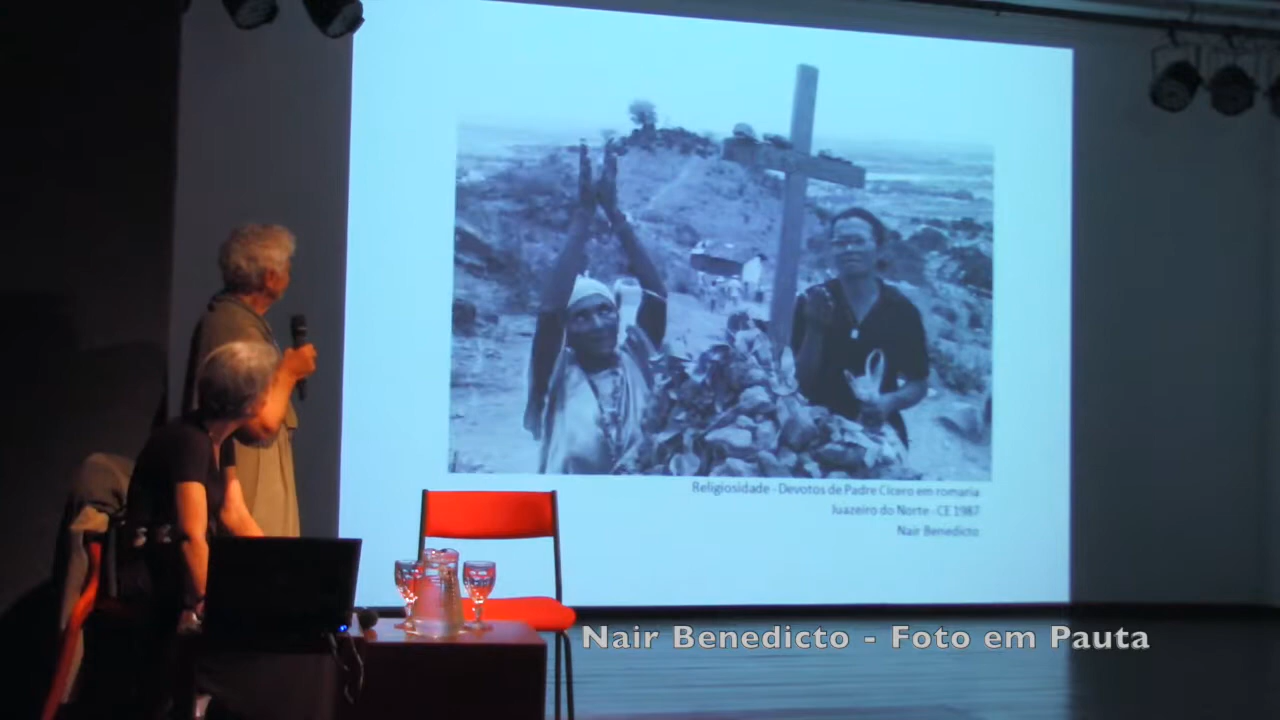 Religiosidade - Devotos de Padre Cícero em romaria
Juazeiro do Norte - CE 1987
Nair Benedicto
Nair Benedicto - Foto em Pauta